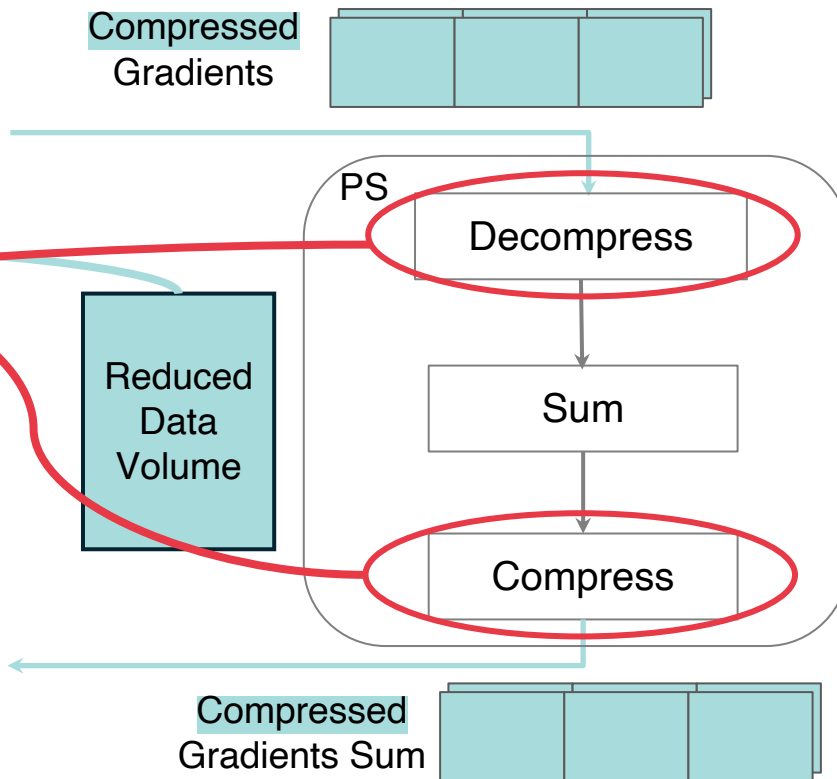 Compressed
Gradients
PS
Decompress
Reduced
Data
Volume
Sum
Compress
Compressed
Gradients Sum